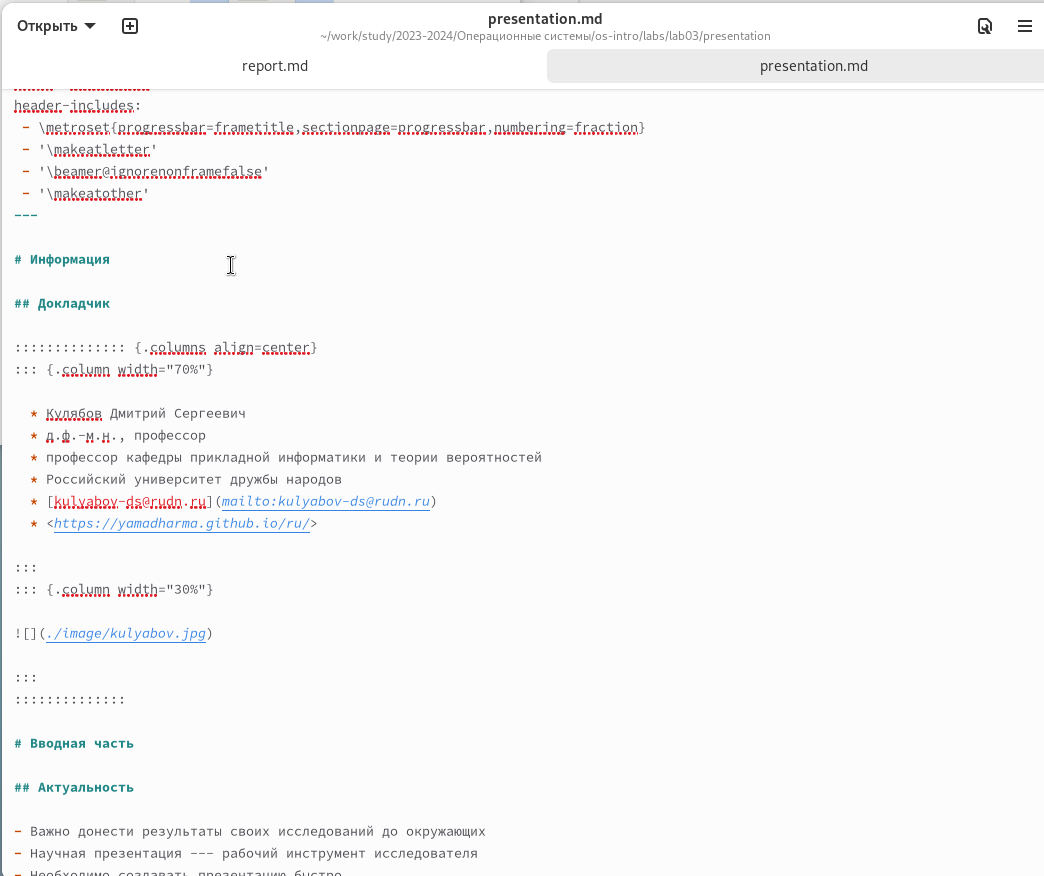 Открыть
presentation.md
~/work/study/2023-2024/Операционные системы/os-intro/labs/lab03/presentation
report.md
presentation.md
header-includes:
- \metroset{progressbar=frametitle,sectionpage=progressbar,numbering=fraction}
- '\makeatletter'
- '\beamer@ignorenonframefalse'
- '\makeatother'
---
# Информация
## Докладчик
:::::::::::::: {.columns align=center}
::: {.column width="70%"}
* Кулябов Дмитрий Сергеевич
* д.ф.-м.н., профессор
* профессор кафедры прикладной информатики и теории вероятностей
* Российский университет дружбы народов
* [kulyabov-ds@rudn.ru](mailto:kulyabov-ds@rudn.ru)
* <https://yamadharma.github.io/ru/>
:::
::: {.column width="30%"}
![](./image/kulyabov.jpg)
:::
::::::::::::::
# Вводная часть
## Актуальность
- Важно донести результаты своих исследований до окружающих
- Научная презентация --- рабочий инструмент исследователя
- Необходимо создавать презентацию быстро